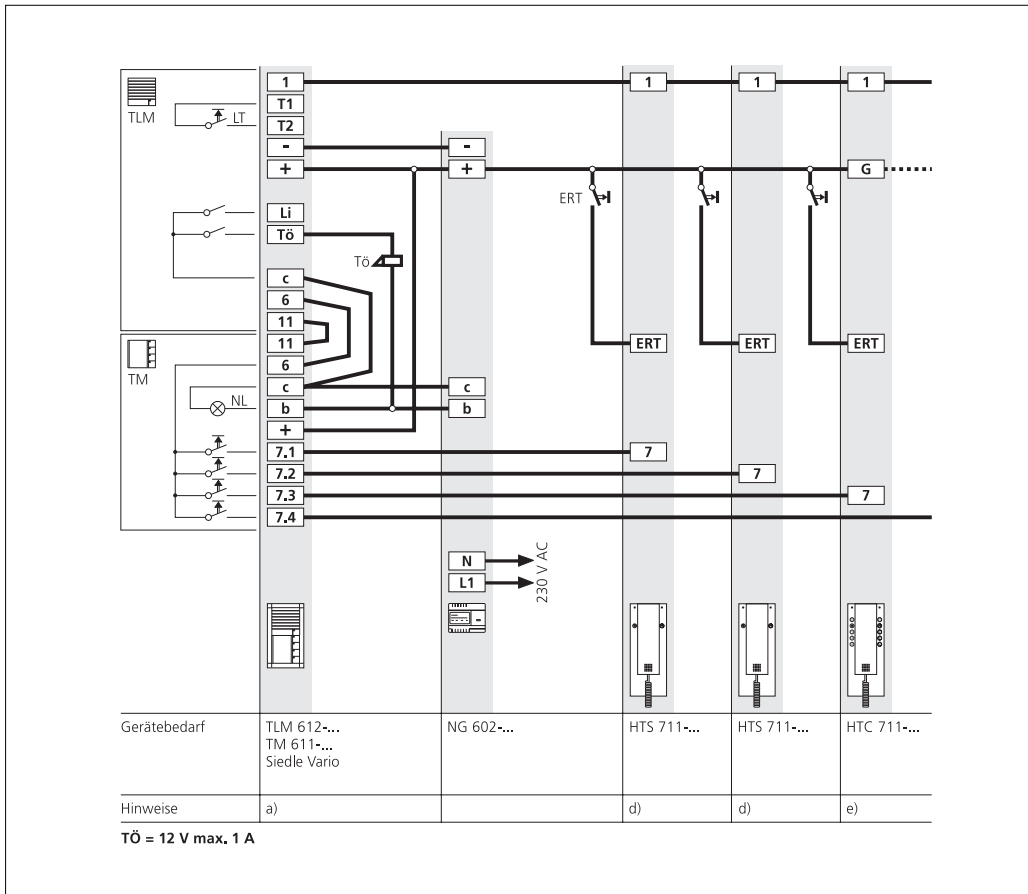 1 1 1 1
TLM
T1
LT
T2
- -
+ + G
ERT
Li
Tö
Tö
c
6
11
11 ERT ERT ERT
TM
6
c c
NL
b b
+
7.1 7
7.2 7
7.3 7
7.4
N
L1
230 V AC
Gerätebedarf TLM 612-... NG 602-... HTS 711-... HTS 711-... HTC 711-...
TM 611-...
Siedle Vario
Hinweise a) d) d) e)
TÖ = 12 V max. 1 A